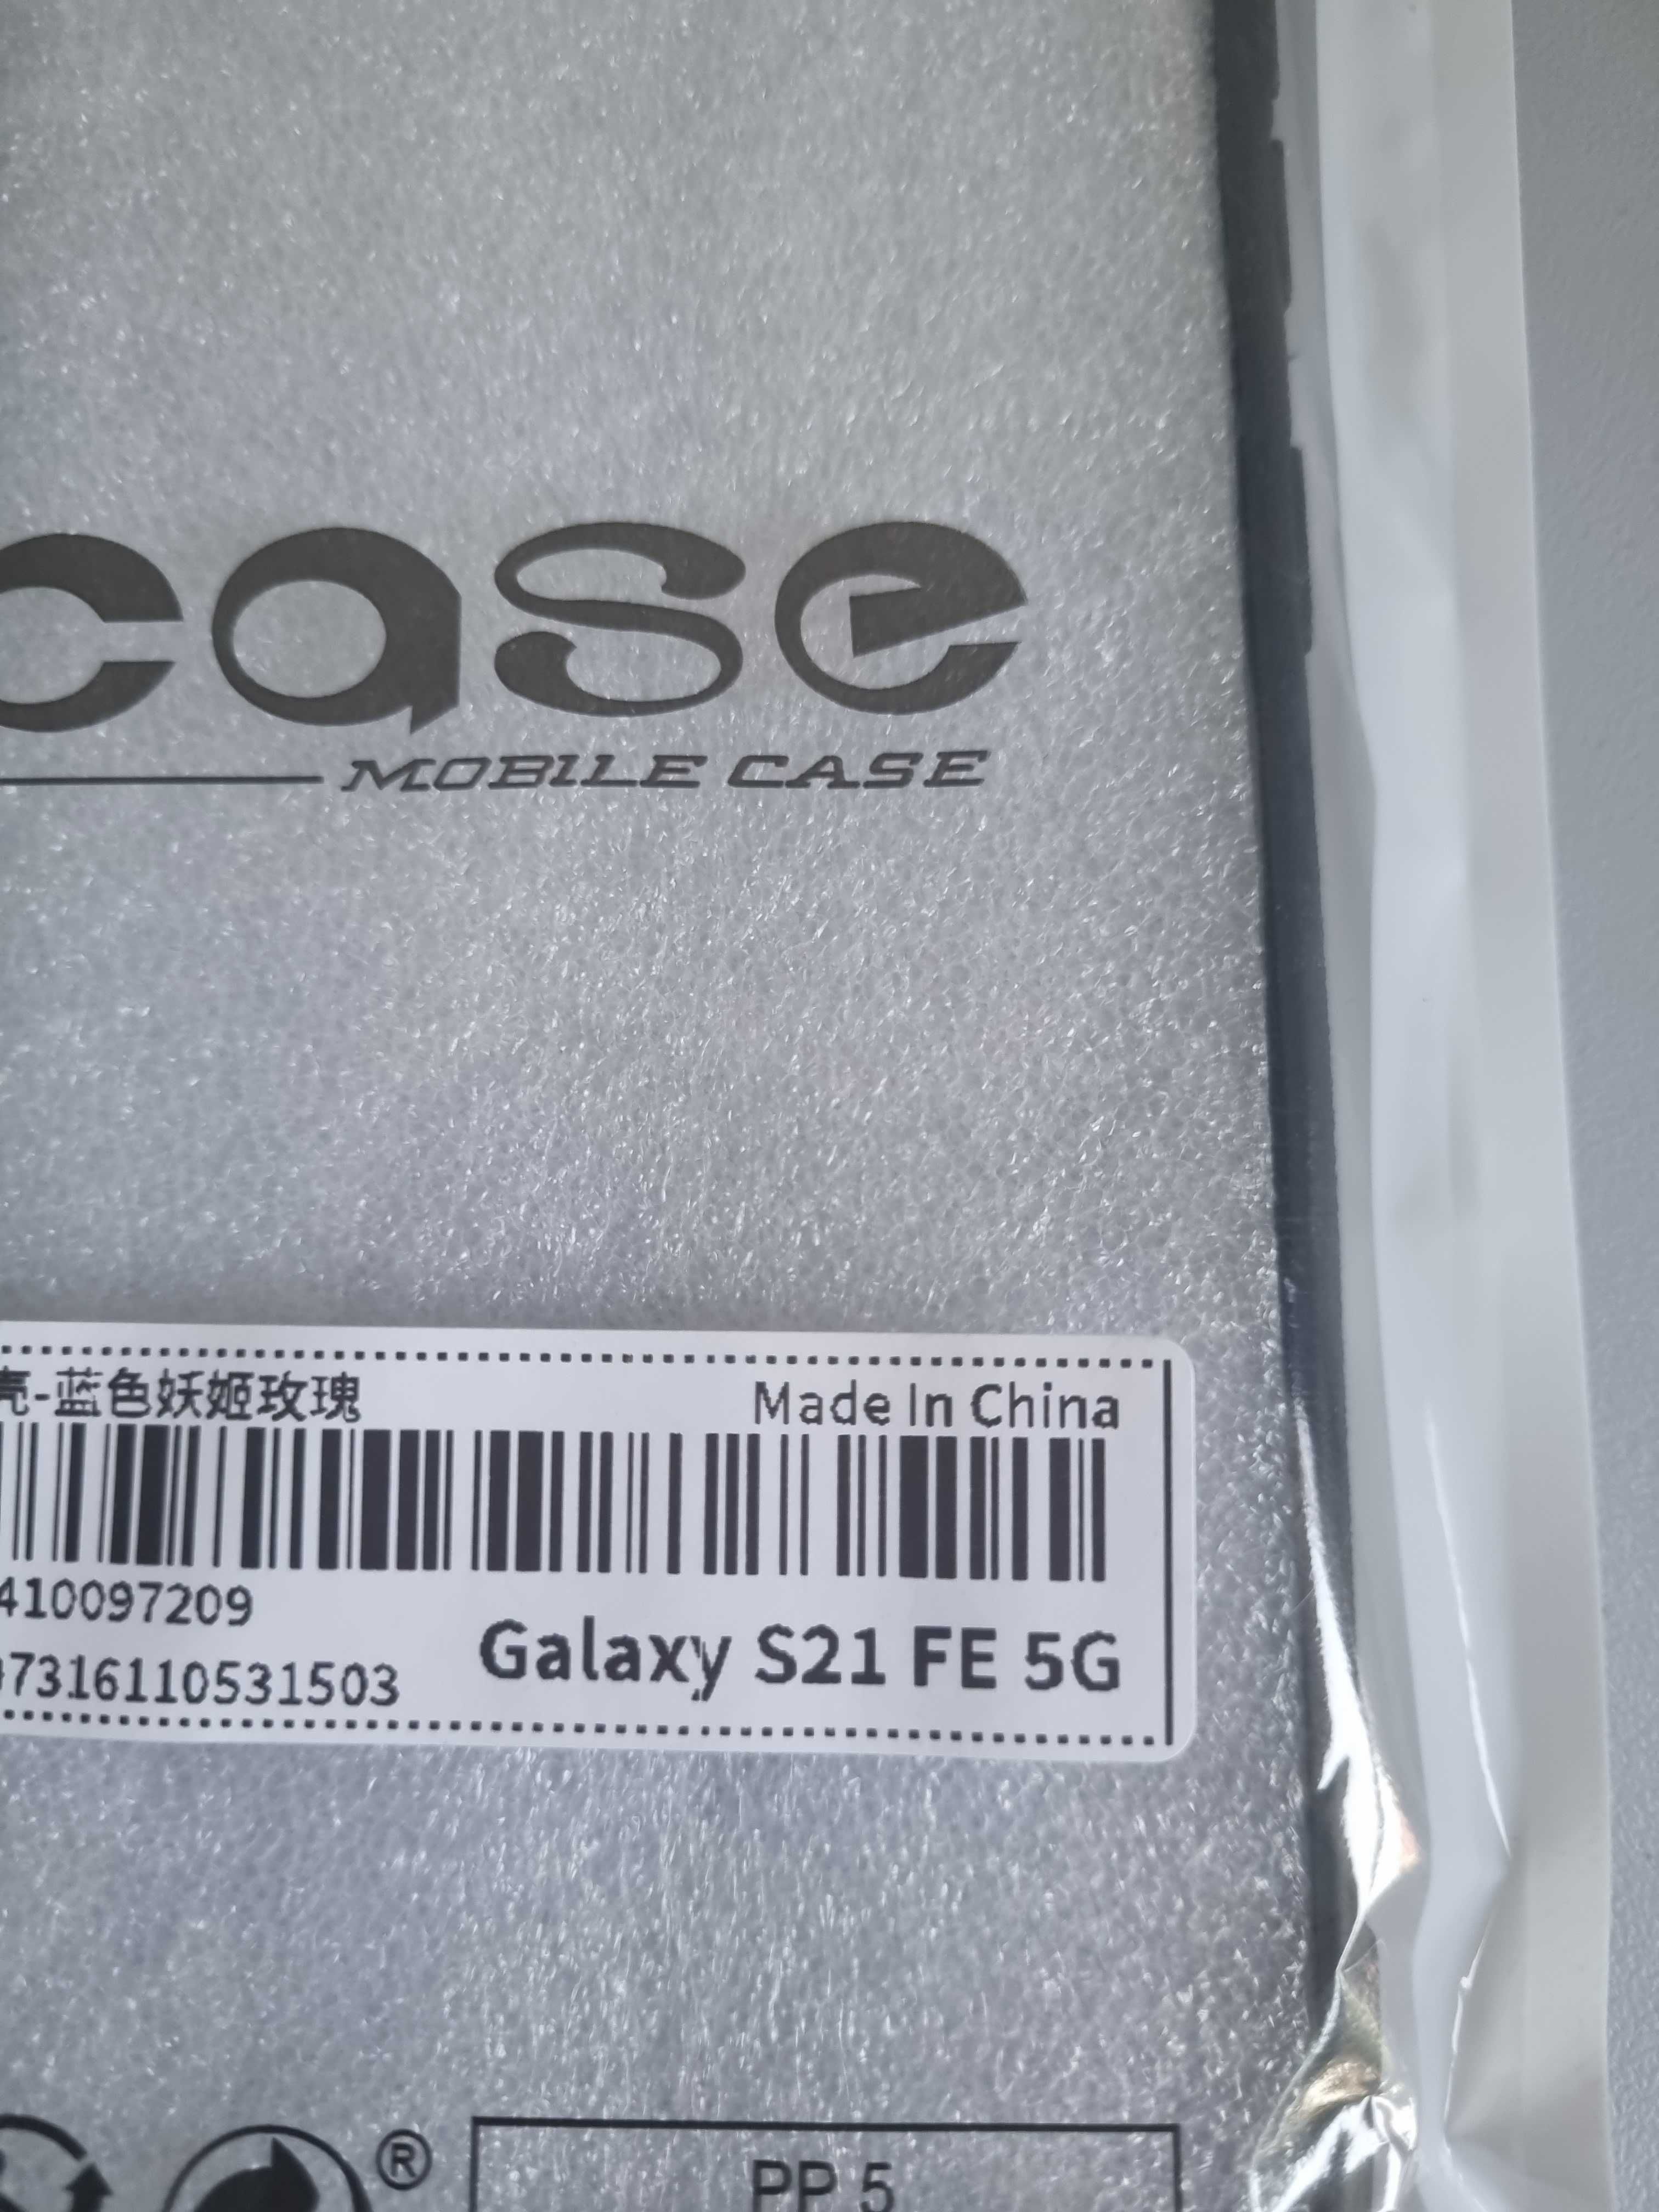 case
MOBILE CASE
壳-蓝色妖姬玫瑰
Made In China
410097209
7316110531503
Galaxy S21 FE 5G
®
PP 5